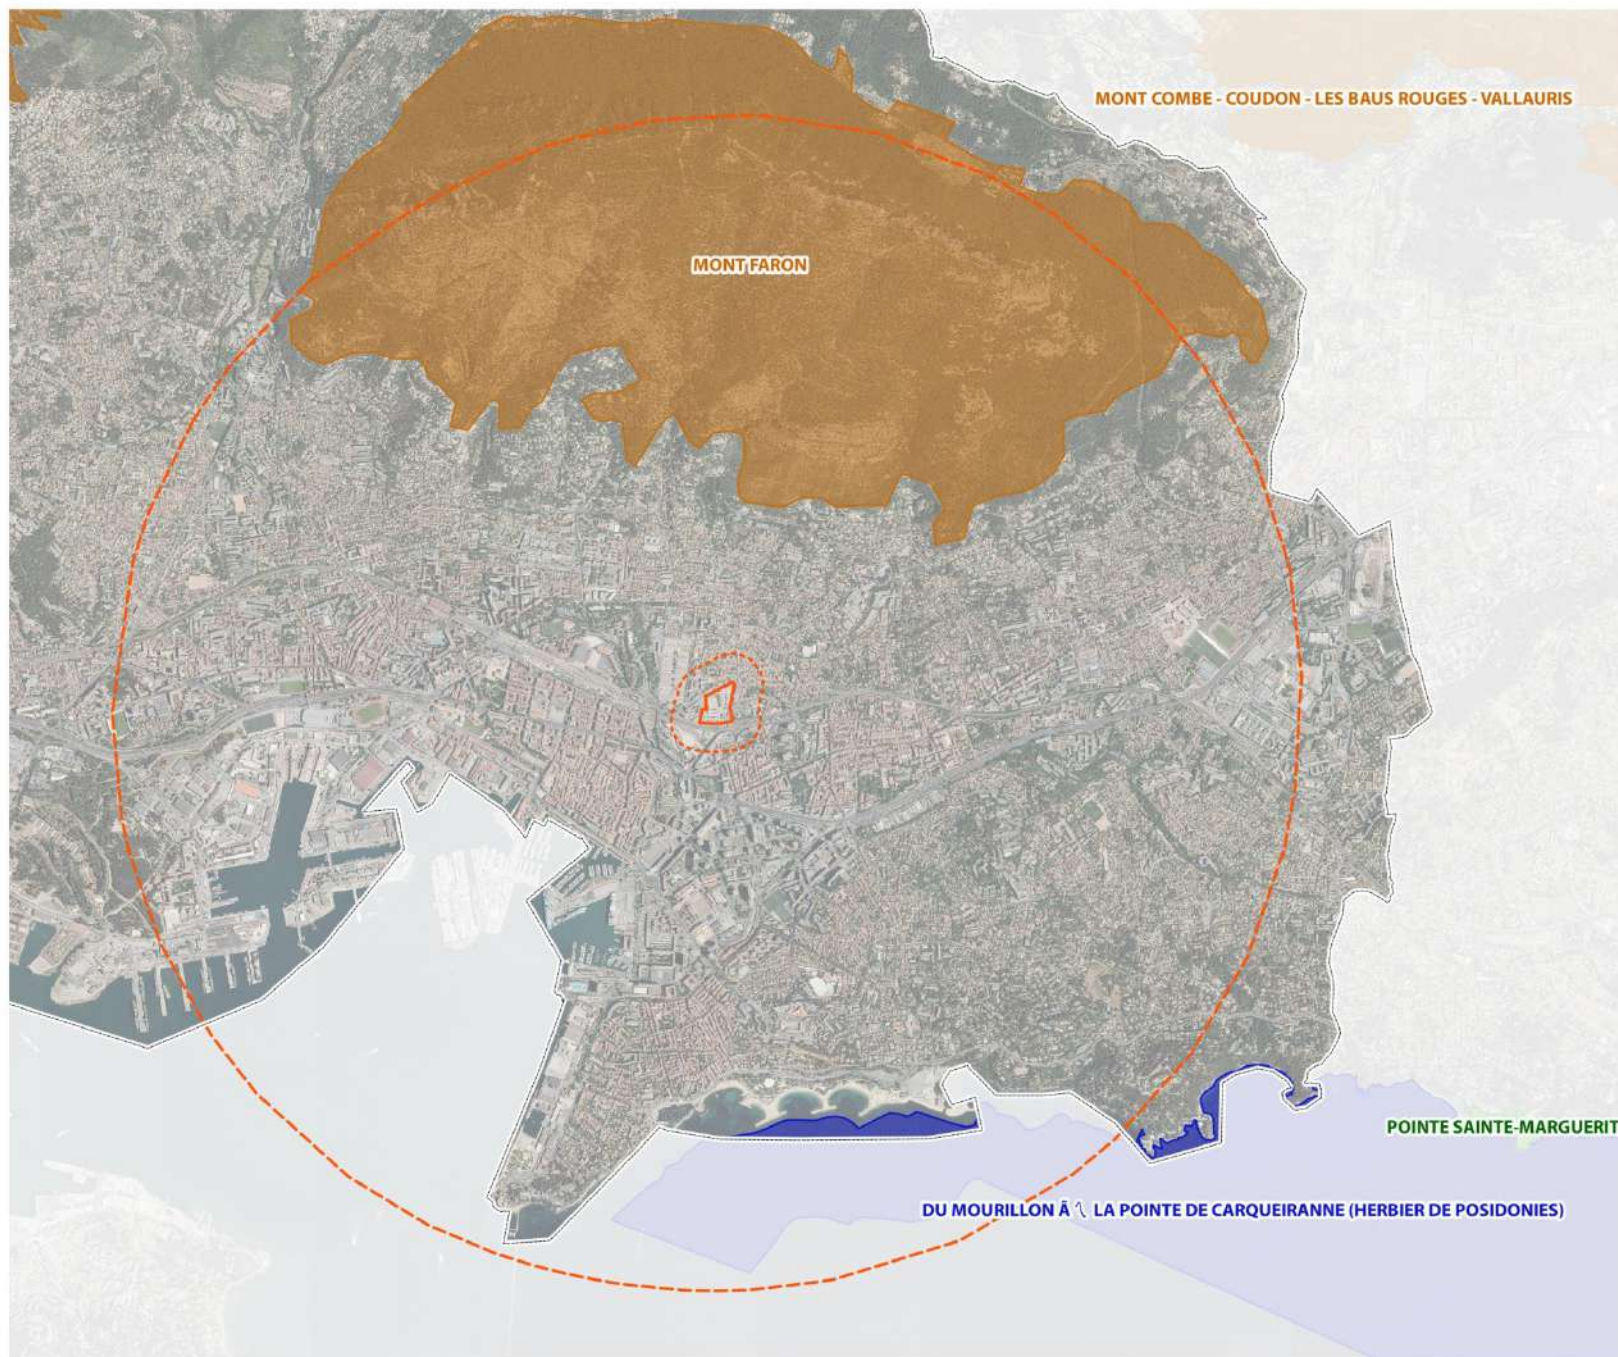 MONT COMBE - COUDON - LES BAUS ROUGES - VALLAURIS
MONT FARON
POINTE SAINTE-MARGUERIT
DU MOURILLON Ã LA POINTE DE CARQUEIRANNE (HERBIER DE POSIDONIES)